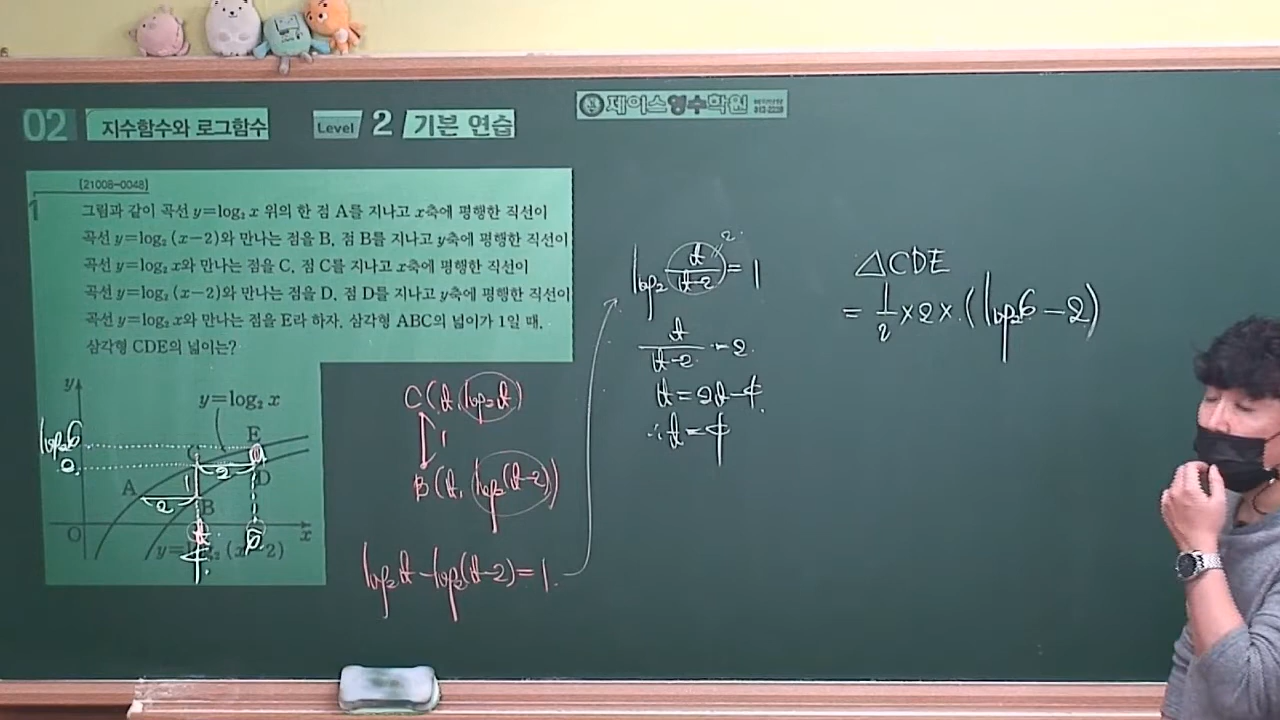 02 지수함수와 로그함수 Level 2 기본 연습
제이스영수학원
[21008-0048]
1
그림과 같이 곡선 y=log₂ x 위의 한 점 A를 지나고 x축에 평행한 직선이
곡선 y=log₂ (x-2)와 만나는 점을 B, 점 B를 지나고 y축에 평행한 직선이
곡선 y=log₂ x와 만나는 점을 C, 점 C를 지나고 x축에 평행한 직선이
곡선 y=log₂ (x-2)와 만나는 점을 D, 점 D를 지나고 y축에 평행한 직선이
곡선 y=log₂ x와 만나는 점을 E라 하자. 삼각형 ABC의 넓이가 1일 때,
삼각형 CDE의 넓이는?
y
y=log₂ x
log₂6
E
2
C
2
D
A
1
2
B
O
t
6
x
4
y=log₂ (x-2)
C(t, log₂t)
1
B(t, log₂(t-2))
log₂t-log₂(t-2)=1.
log₂(t/(t-2))=1
2
t/(t-2)=2
t=2t-4.
∴t=4
△CDE
=1/2×2×(log₂6-2)